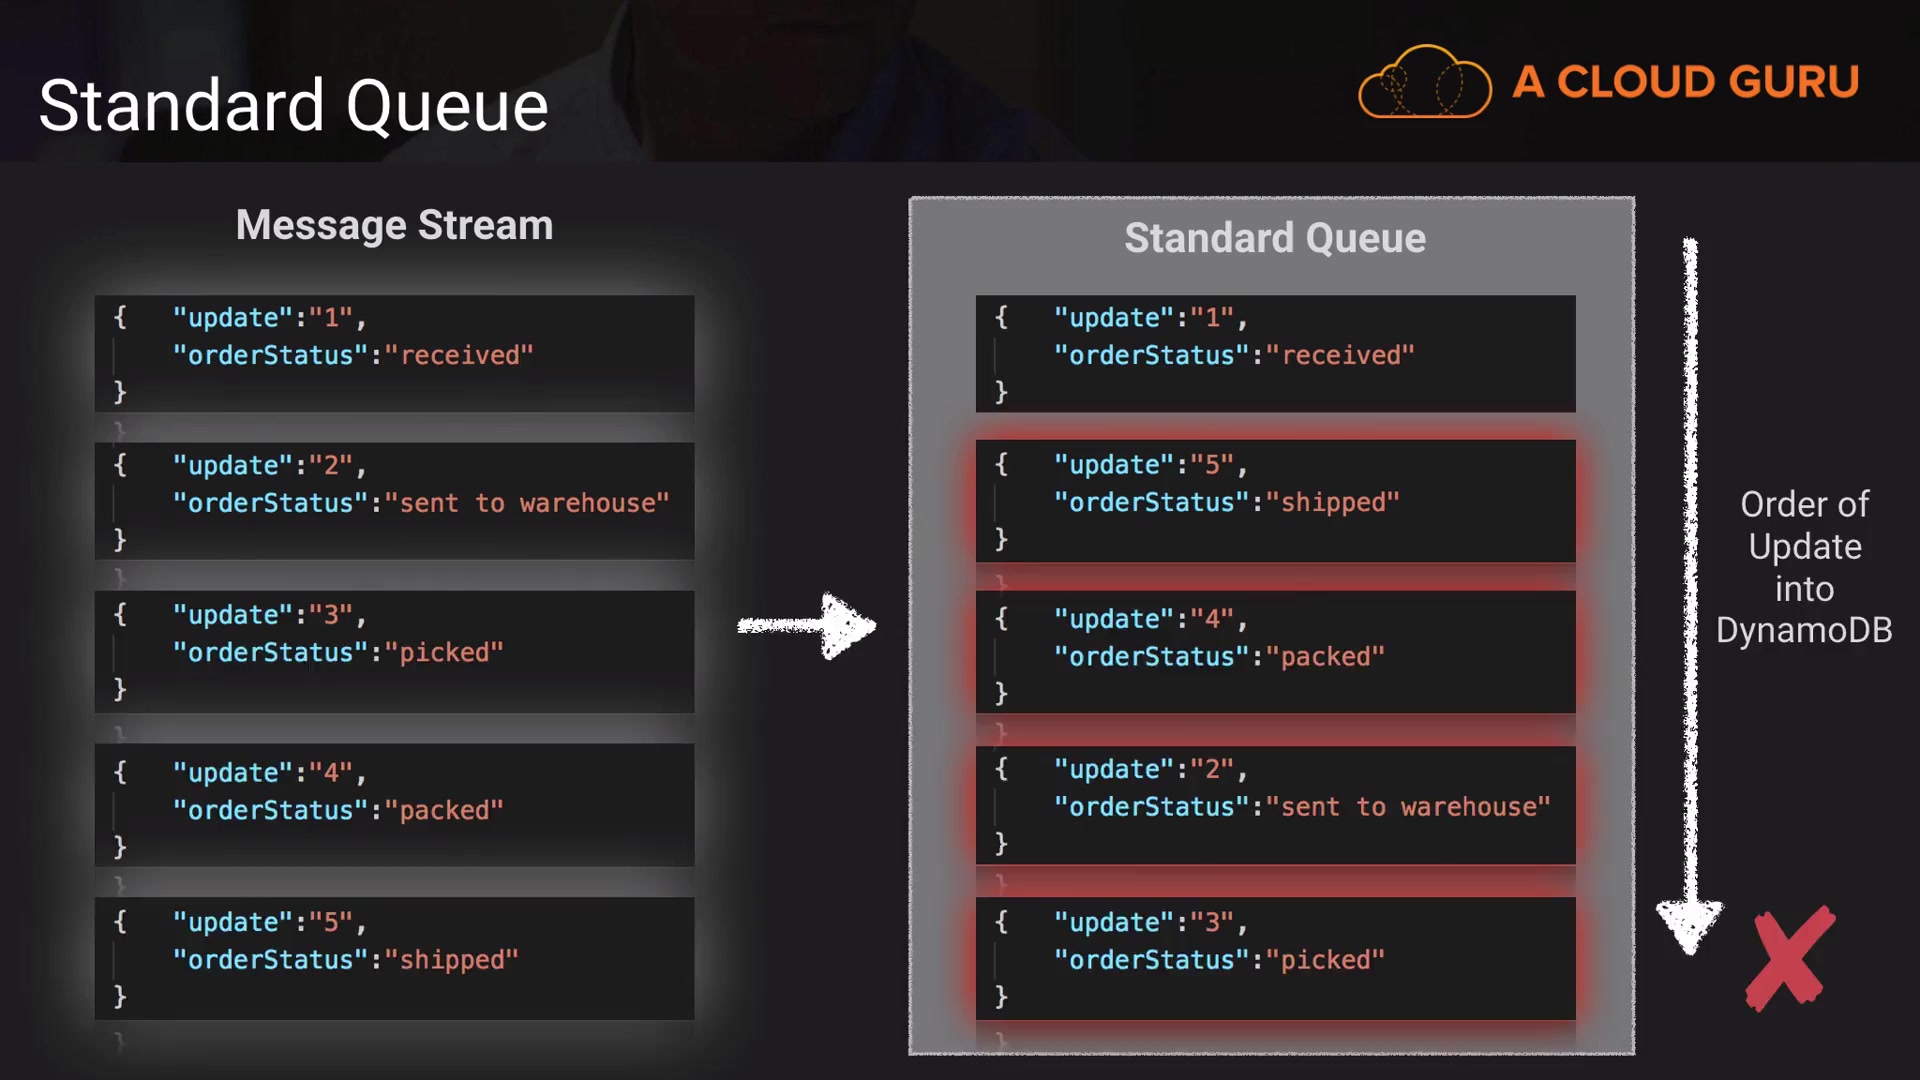 Standard Queue
A CLOUD GURU
Message Stream
{ "update":"1",
"orderStatus":"received"
}
{ "update":"2",
"orderStatus":"sent to warehouse"
}
{ "update":"3",
"orderStatus":"picked"
}
{ "update":"4",
"orderStatus":"packed"
}
{ "update":"5",
"orderStatus":"shipped"
}
Standard Queue
{ "update":"1",
"orderStatus":"received"
}
{ "update":"5",
"orderStatus":"shipped"
}
{ "update":"4",
"orderStatus":"packed"
}
{ "update":"2",
"orderStatus":"sent to warehouse"
}
{ "update":"3",
"orderStatus":"picked"
}
Order of
Update
into
DynamoDB